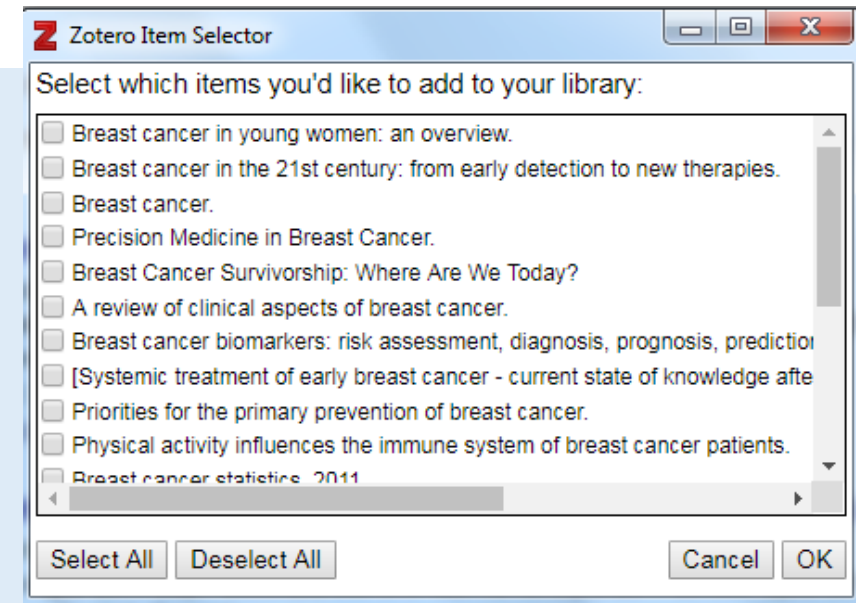 Zotero Item Selector
Select which items you'd like to add to your library:
Breast cancer in young women: an overview.
Breast cancer in the 21st century: from early detection to new therapies.
Breast cancer.
Precision Medicine in Breast Cancer.
Breast Cancer Survivorship: Where Are We Today?
A review of clinical aspects of breast cancer.
Breast cancer biomarkers: risk assessment, diagnosis, prognosis, prediction
[Systemic treatment of early breast cancer - current state of knowledge afte
Priorities for the primary prevention of breast cancer.
Physical activity influences the immune system of breast cancer patients.
Breast cancer statistics, 2011
Select All Deselect All Cancel OK